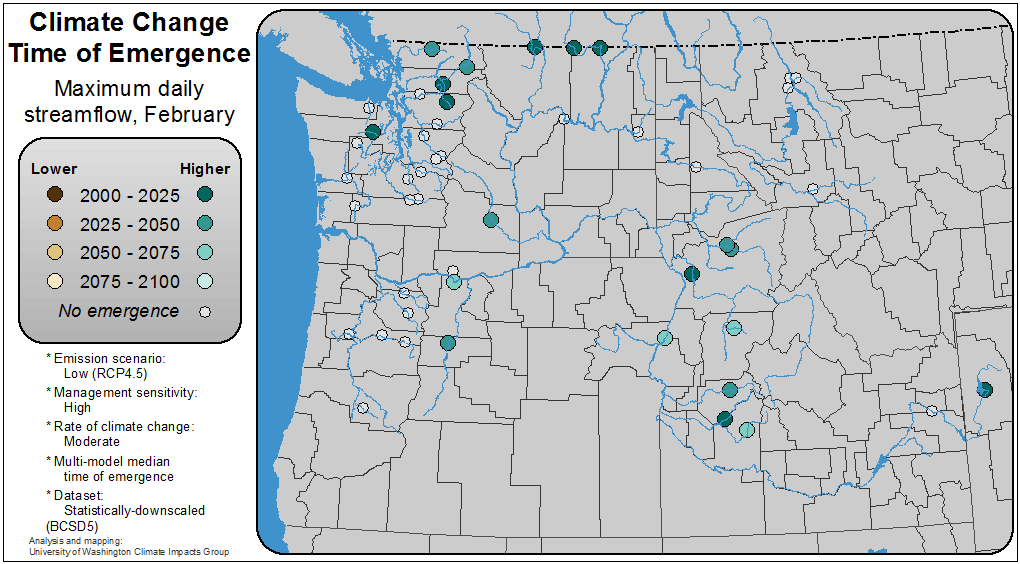 Climate Change
Time of Emergence
Maximum daily
streamflow, February
Lower Higher
2000 - 2025
2025 - 2050
2050 - 2075
2075 - 2100
No emergence
* Emission scenario:
Low (RCP4.5)
* Management sensitivity:
High
* Rate of climate change:
Moderate
* Multi-model median
time of emergence
* Dataset:
Statistically-downscaled
(BCSD5)
Analysis and mapping:
University of Washington Climate Impacts Group